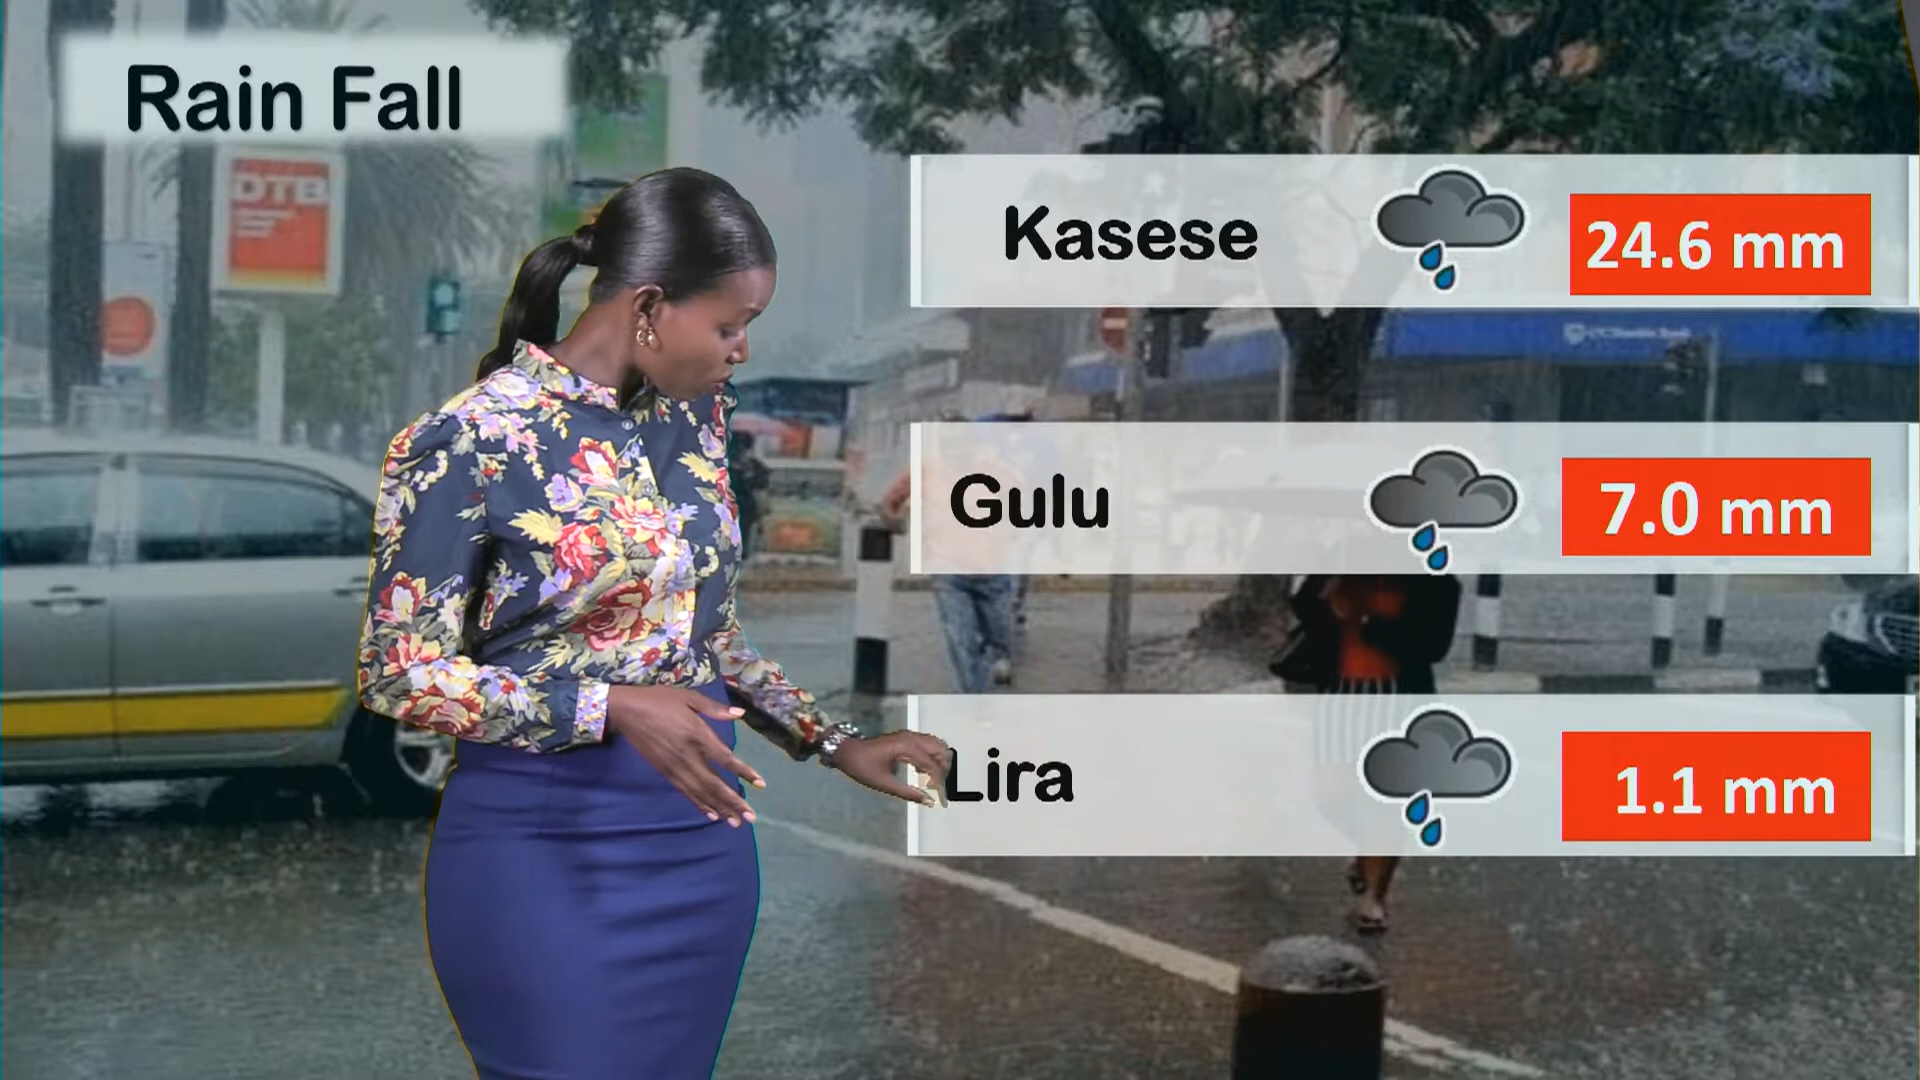 Rain Fall
DTB
Kasese
24.6 mm
Gulu
7.0 mm
Lira
1.1 mm